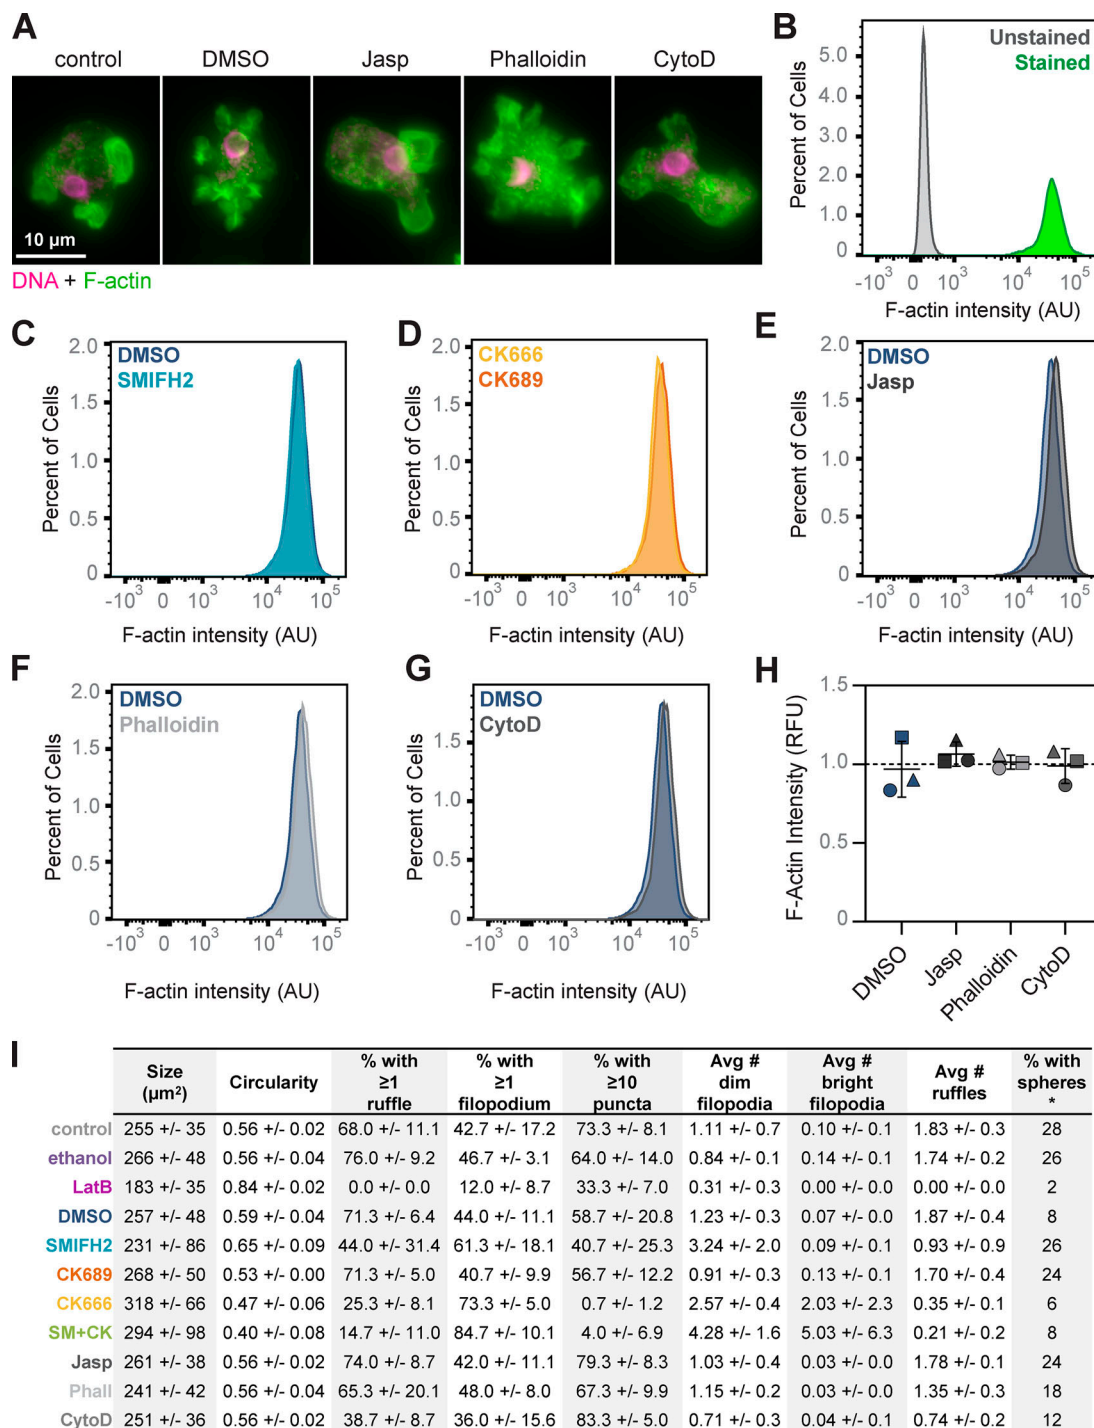 A
control
DMSO
Jasp
Phalloidin
CytoD
10 µm
DNA + F-actin
B
Unstained
Stained
Percent of Cells
5.0
4.0
3.0
2.0
1.0
0
-10³ 0 10³ 10⁴ 10⁵
F-actin intensity (AU)
C
DMSO
SMIFH2
Percent of Cells
2.0
1.5
1.0
0.5
0
-10³ 0 10³ 10⁴ 10⁵
F-actin intensity (AU)
D
CK666
CK689
Percent of Cells
2.0
1.5
1.0
0.5
0
-10³ 0 10³ 10⁴ 10⁵
F-actin intensity (AU)
E
DMSO
Jasp
Percent of Cells
2.0
1.5
1.0
0.5
0
-10³ 0 10³ 10⁴ 10⁵
F-actin intensity (AU)
F
DMSO
Phalloidin
Percent of Cells
2.0
1.5
1.0
0.5
0
-10³ 0 10³ 10⁴ 10⁵
F-actin intensity (AU)
G
DMSO
CytoD
Percent of Cells
1.5
1.0
0.5
0
-10³ 0 10³ 10⁴ 10⁵
F-actin intensity (AU)
H
F-Actin Intensity (RFU)
1.5
1.0
0.5
0
DMSO
Jasp
Phalloidin
CytoD
I
Size (µm²) Circularity % with ≥1 ruffle % with ≥1 filopodium % with ≥10 puncta Avg # dim filopodia Avg # bright filopodia Avg # ruffles % with spheres *
control 255 +/- 35 0.56 +/- 0.02 68.0 +/- 11.1 42.7 +/- 17.2 73.3 +/- 8.1 1.11 +/- 0.7 0.10 +/- 0.1 1.83 +/- 0.3 28
ethanol 266 +/- 48 0.56 +/- 0.04 76.0 +/- 9.2 46.7 +/- 3.1 64.0 +/- 14.0 0.84 +/- 0.1 0.14 +/- 0.1 1.74 +/- 0.2 26
LatB 183 +/- 35 0.84 +/- 0.02 0.0 +/- 0.0 12.0 +/- 8.7 33.3 +/- 7.0 0.31 +/- 0.3 0.00 +/- 0.0 0.00 +/- 0.0 2
DMSO 257 +/- 48 0.59 +/- 0.04 71.3 +/- 6.4 44.0 +/- 11.1 58.7 +/- 20.8 1.23 +/- 0.3 0.07 +/- 0.0 1.87 +/- 0.4 8
SMIFH2 231 +/- 86 0.65 +/- 0.09 44.0 +/- 31.4 61.3 +/- 18.1 40.7 +/- 25.3 3.24 +/- 2.0 0.09 +/- 0.1 0.93 +/- 0.9 26
CK689 268 +/- 50 0.53 +/- 0.00 71.3 +/- 5.0 40.7 +/- 9.9 56.7 +/- 12.2 0.91 +/- 0.3 0.13 +/- 0.1 1.70 +/- 0.4 24
CK666 318 +/- 66 0.47 +/- 0.06 25.3 +/- 8.1 73.3 +/- 5.0 0.7 +/- 1.2 2.57 +/- 0.4 2.03 +/- 2.3 0.35 +/- 0.1 6
SM+CK 294 +/- 98 0.40 +/- 0.08 14.7 +/- 11.0 84.7 +/- 10.1 4.0 +/- 6.9 4.28 +/- 1.6 5.03 +/- 6.3 0.21 +/- 0.2 8
Jasp 261 +/- 38 0.56 +/- 0.02 74.0 +/- 8.7 42.0 +/- 11.1 79.3 +/- 8.3 1.03 +/- 0.4 0.03 +/- 0.0 1.78 +/- 0.1 24
Phall 241 +/- 42 0.56 +/- 0.04 65.3 +/- 20.1 48.0 +/- 8.0 67.3 +/- 9.9 1.15 +/- 0.2 0.03 +/- 0.0 1.35 +/- 0.3 18
CytoD 251 +/- 36 0.56 +/- 0.02 38.7 +/- 8.7 36.0 +/- 15.6 83.3 +/- 5.0 0.71 +/- 0.3 0.04 +/- 0.1 0.74 +/- 0.2 12